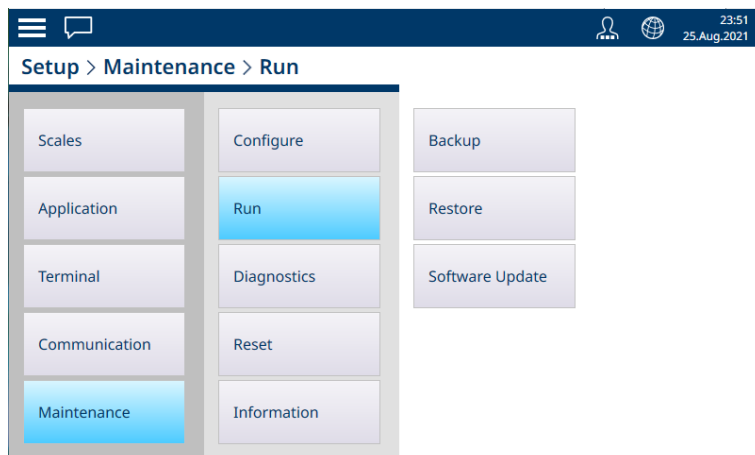 23:51
25.Aug.2021
Setup > Maintenance > Run
Scales
Configure
Backup
Application
Run
Restore
Terminal
Diagnostics
Software Update
Communication
Reset
Maintenance
Information